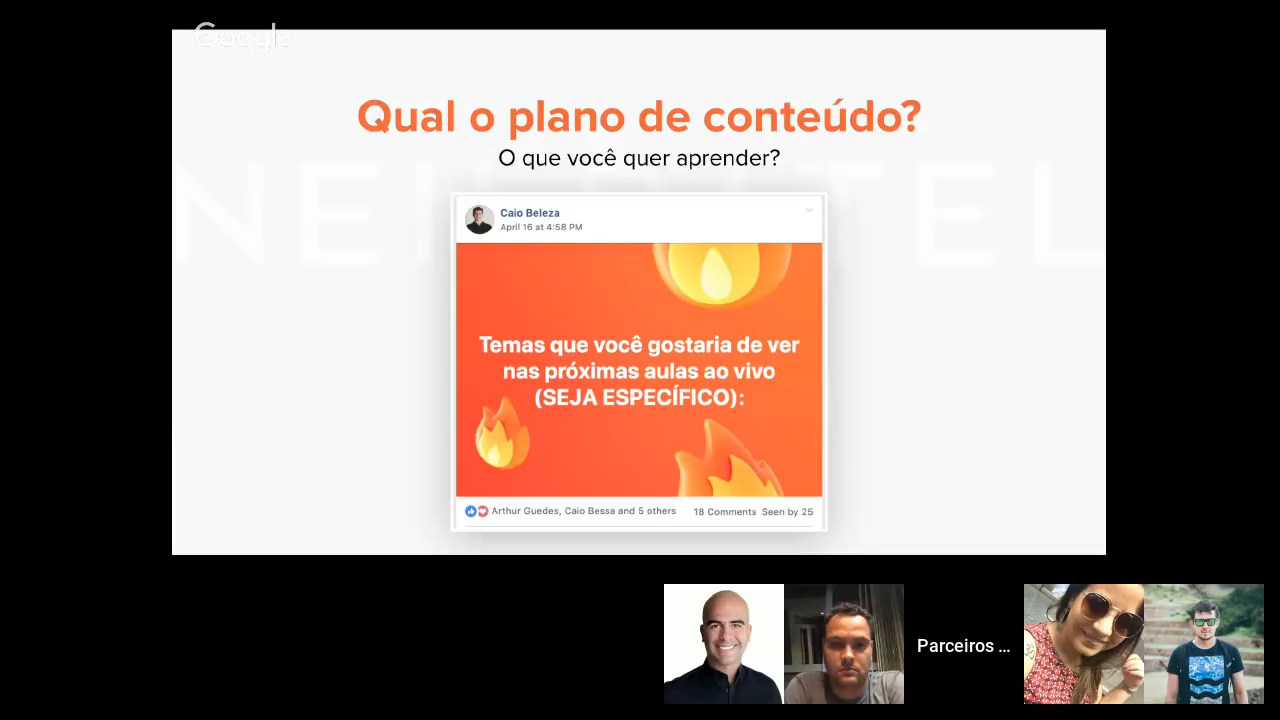 Google
Qual o plano de conteúdo?
O que você quer aprender?
Caio Beleza
April 16 at 4:58 PM
Temas que você gostaria de ver
nas próximas aulas ao vivo
(SEJA ESPECÍFICO):
Arthur Guedes, Caio Bessa and 5 others 18 Comments Seen by 25
Parceiros ...